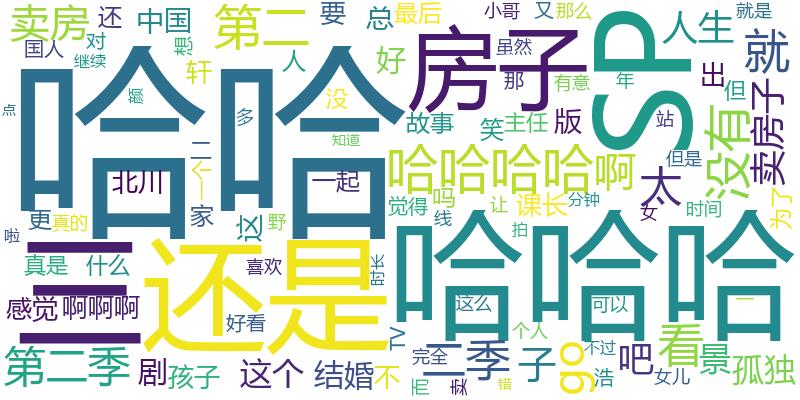 卖房 还 中国 第二 要 总 最后 小哥 又 那么 就是
国人 对 继续 想 人 好 虽然 人生 就
哈哈 房子 SP
轩 没 那 有意 出 但
点 额 多 知道 故事 笑 主任 版 年 站 没有 卖房子
北川 二 一个 一起 哈哈哈哈 啊 太 但是
更 真的 家 这 野 觉得 吗 线 让 课长 分钟 女 时间 为了
啦 三 还是 哈哈哈 拍
真是 什么 喜欢 时长
感觉 啊啊啊 好看 这么 可以 一
第二季 剧 孩子 这个 结婚 不 TV 完全 二季 个人 子 go 不过 吧 看 景 孤独
而 卖 错 浩 女儿